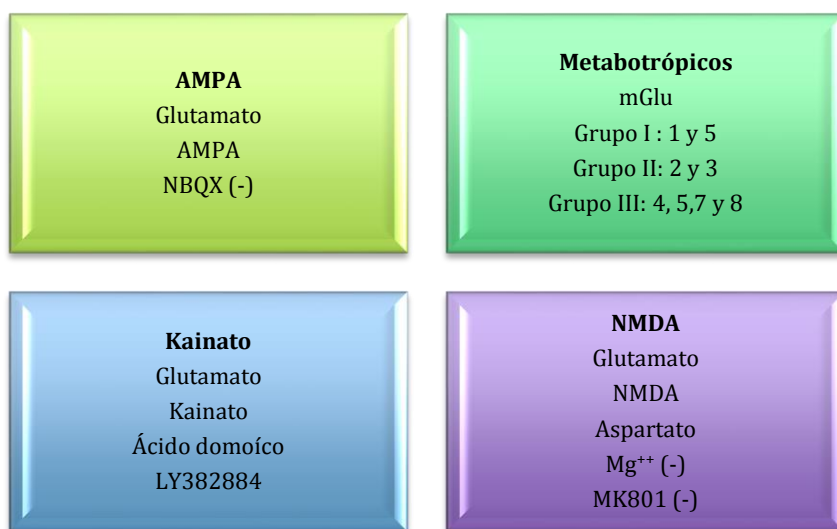 AMPA
Glutamato
AMPA
NBQX (-)
Metabotrópicos
mGlu
Grupo I : 1 y 5
Grupo II: 2 y 3
Grupo III: 4, 5,7 y 8
Kainato
Glutamato
Kainato
Ácido domoíco
LY382884
NMDA
Glutamato
NMDA
Aspartato
Mg⁺⁺ (-)
MK801 (-)